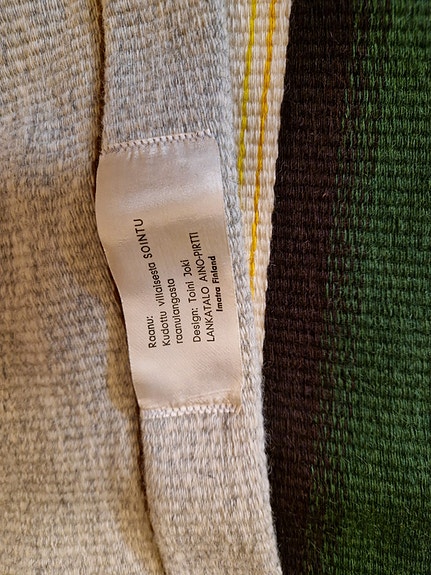 Raanu:
Kudottu villaisesta SOINTU
raanulangasta
Design: Toini Joki
LANKATALO AINO-PIRTTI
Imatra Finland